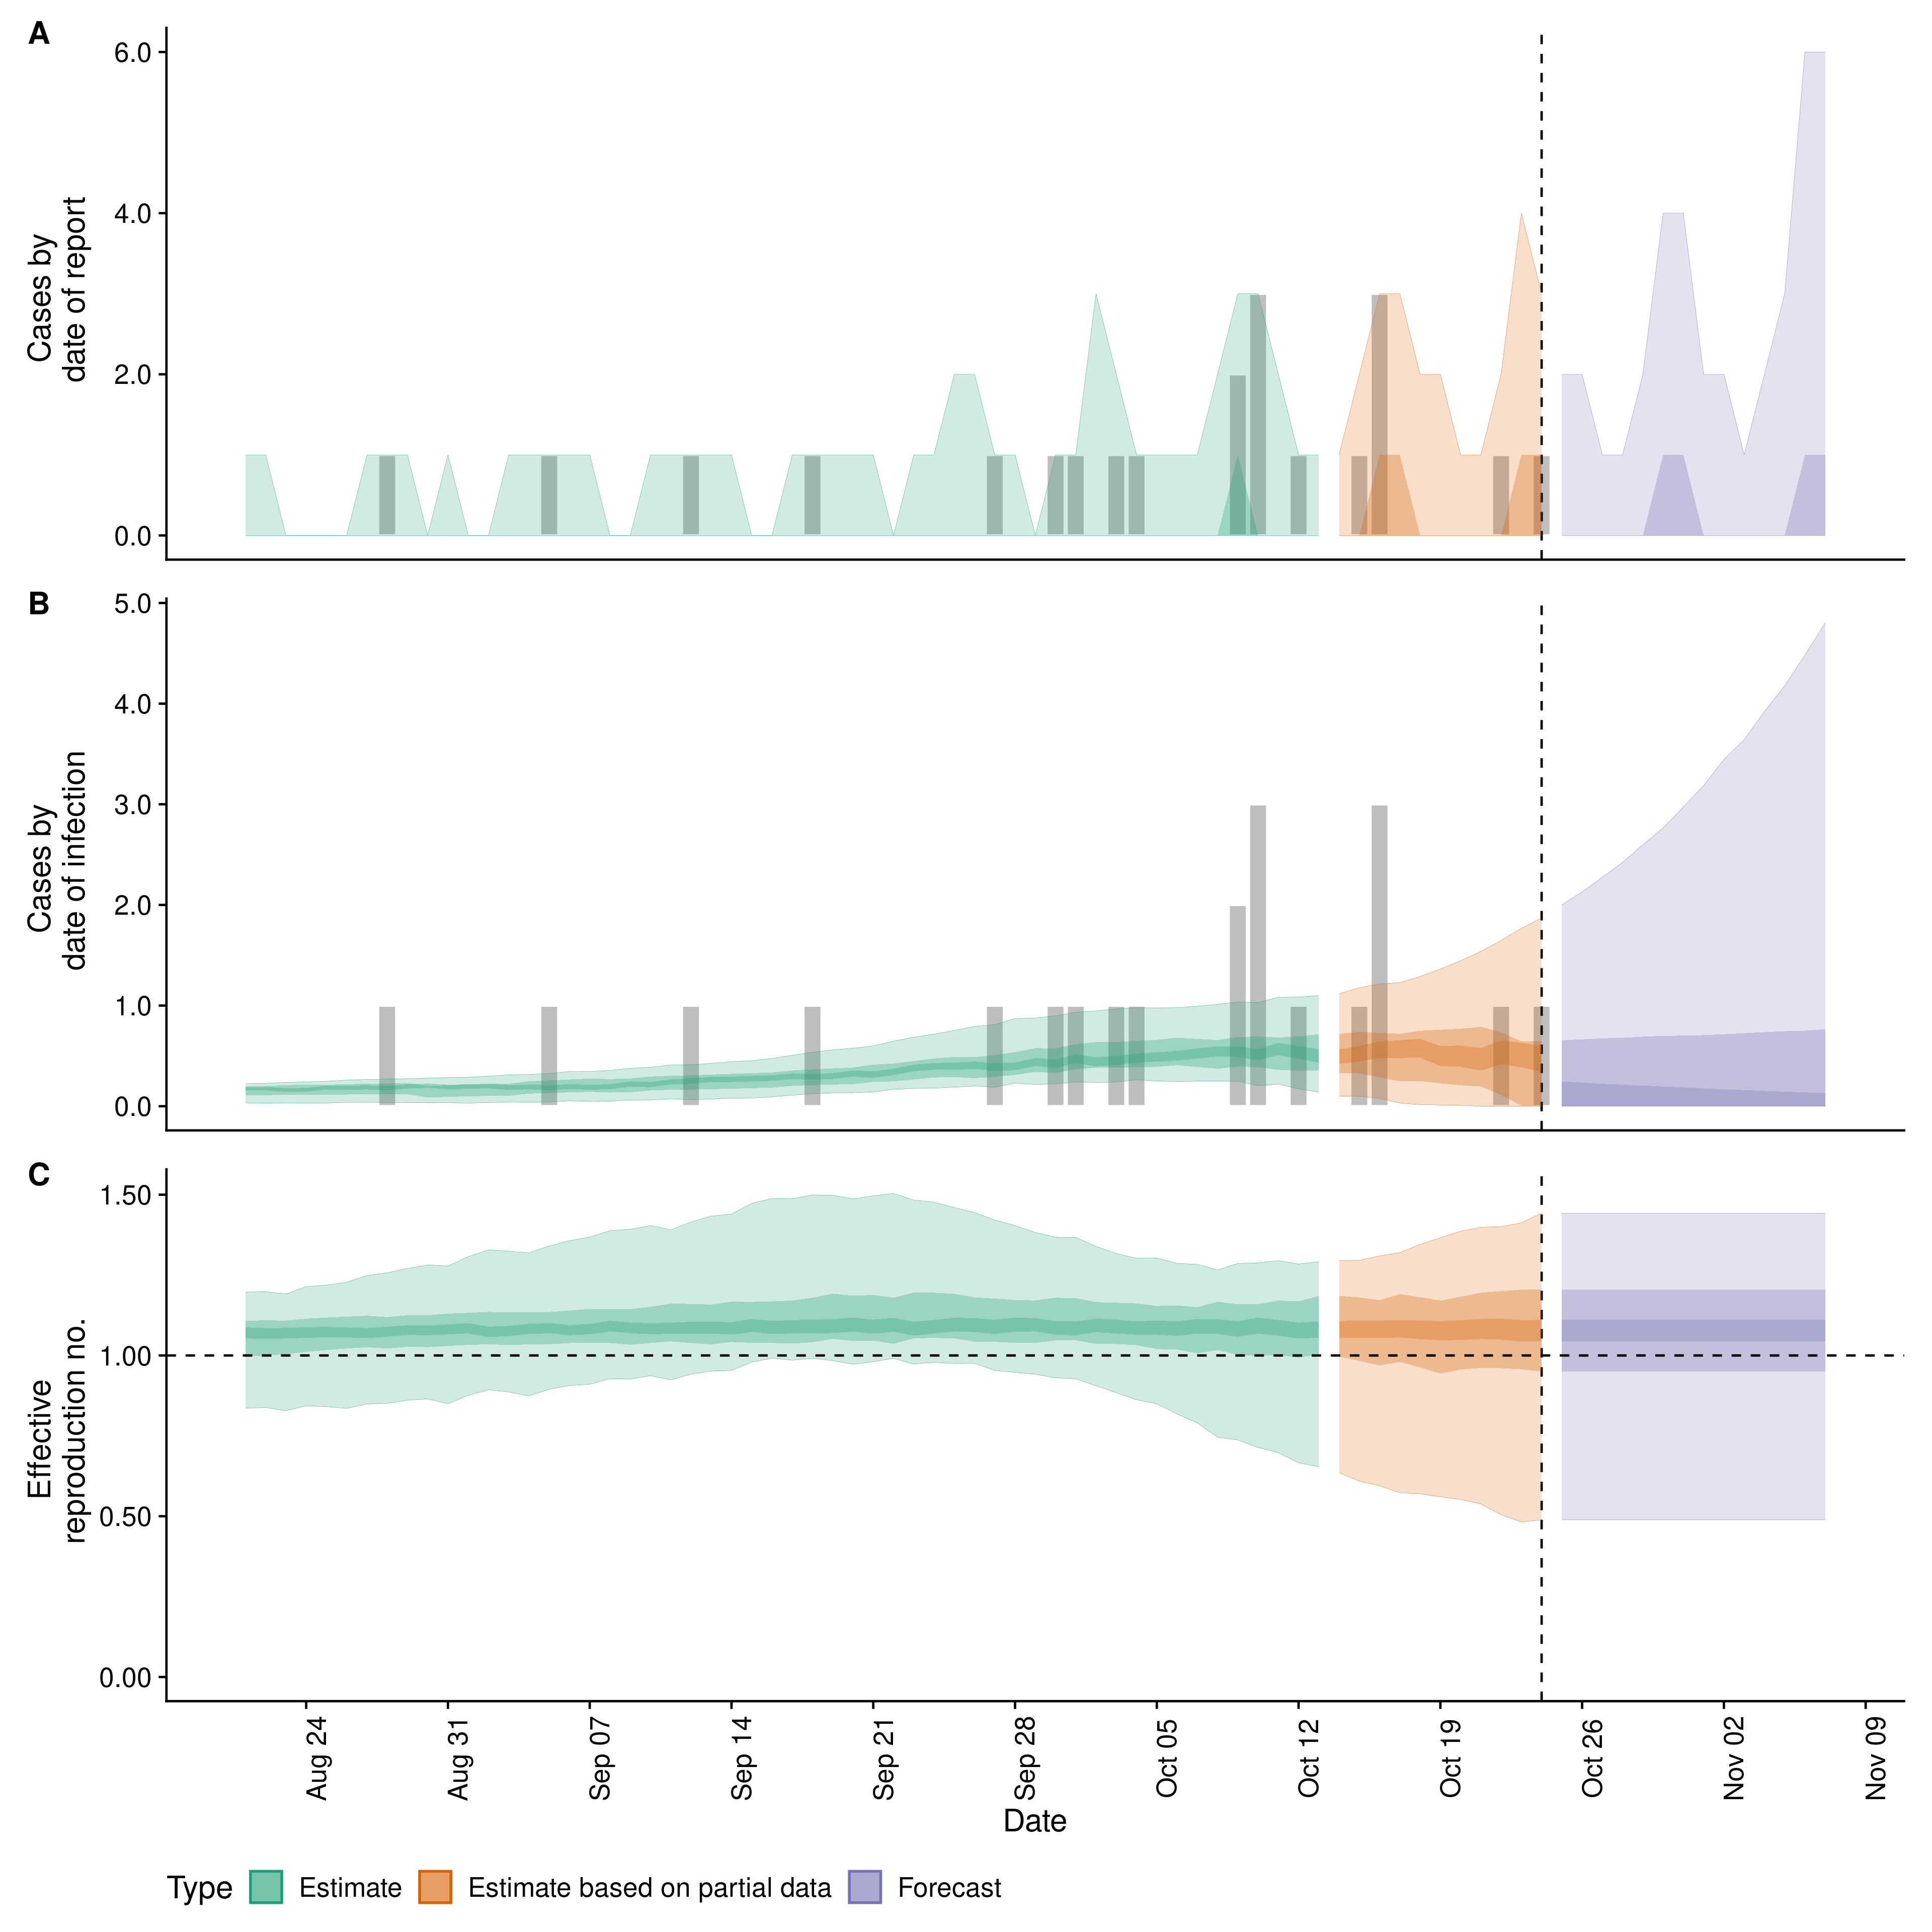 A
6.0
4.0
2.0
0.0
Cases by
date of report
B
5.0
4.0
3.0
2.0
1.0
0.0
Cases by
date of infection
C
1.50
1.00
0.50
0.00
Effective
reproduction no.
Aug 24
Aug 31
Sep 07
Sep 14
Sep 21
Sep 28
Oct 05
Oct 12
Oct 19
Oct 26
Nov 02
Nov 09
Date
Type Estimate Estimate based on partial data Forecast